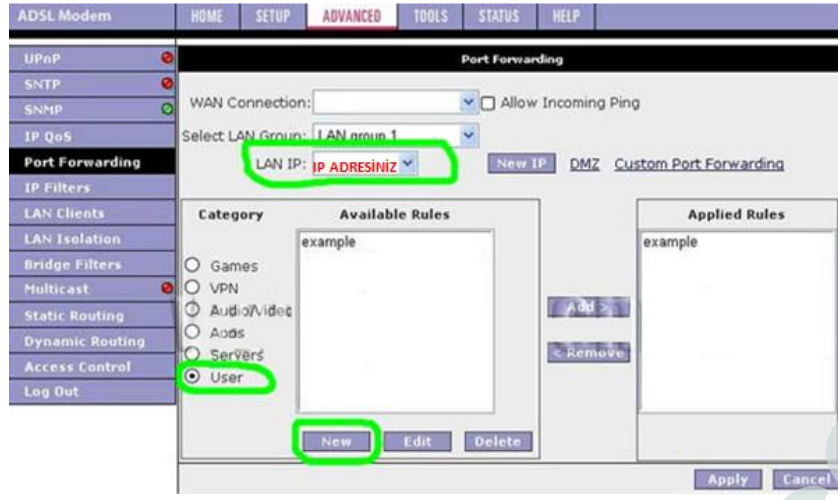 ADSL Modem
HOME SETUP ADVANCED TOOLS STATUS HELP
UPnP
SNTP
SNMP
IP QoS
Port Forwarding
IP Filters
LAN Clients
LAN Isolation
Bridge Filters
Multicast
Static Routing
Dynamic Routing
Access Control
Log Out
Port Forwarding
WAN Connection: Allow Incoming Ping
Select LAN Group: LAN group 1
LAN IP: IP ADRESİNİZ New IP DMZ Custom Port Forwarding
Category Available Rules Applied Rules
example example
Games
VPN
Audio/Video
Apps
Servers
User
Add >
< Remove
New Edit Delete
Apply Cancel